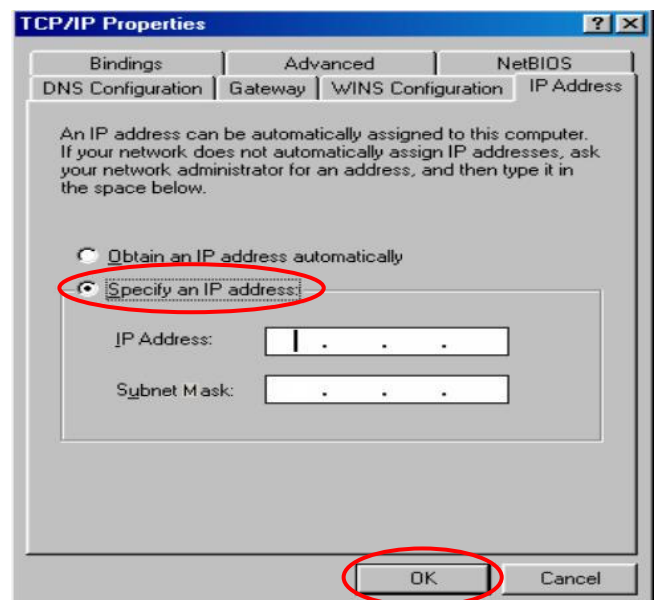 TCP/IP Properties
? ×
Bindings Advanced NetBIOS
DNS Configuration Gateway WINS Configuration IP Address
An IP address can be automatically assigned to this computer.
If your network does not automatically assign IP addresses, ask
your network administrator for an address, and then type it in
the space below.
Obtain an IP address automatically
Specify an IP address:
IP Address: . . .
Subnet Mask: . . .
OK Cancel